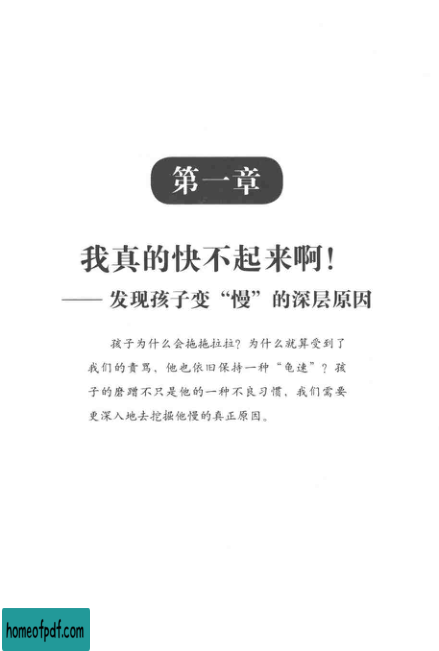 第一章
我真的快不起来啊！
——发现孩子变“慢”的深层原因
孩子为什么会拖拖拉拉？为什么就算受到了
我们的责骂，他也依旧保持一种“龟速”？孩
子的磨蹭不只是他的一种不良习惯，我们需要
更深入地去挖掘他慢的真正原因。
homeofpdf.com